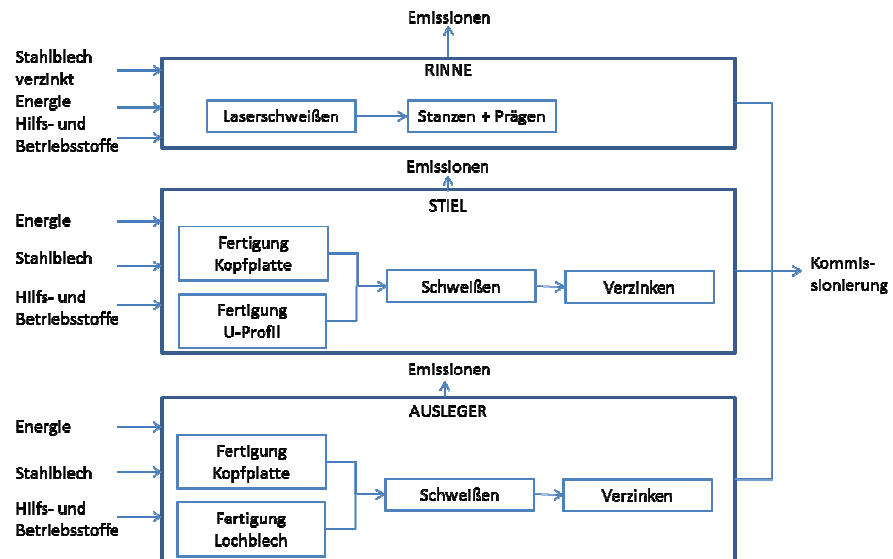 Emissionen
Stahlblech
verzinkt
Energie
Hilfs- und
Betriebsstoffe
RINNE
Laserschweißen
Stanzen + Prägen
Emissionen
STIEL
Energie
Stahlblech
Hilfs- und
Betriebsstoffe
Fertigung
Kopfplatte
Fertigung
U-Profil
Schweißen
Verzinken
Kommis-
sionierung
Emissionen
AUSLEGER
Energie
Stahlblech
Hilfs- und
Betriebsstoffe
Fertigung
Kopfplatte
Fertigung
Lochblech
Schweißen
Verzinken